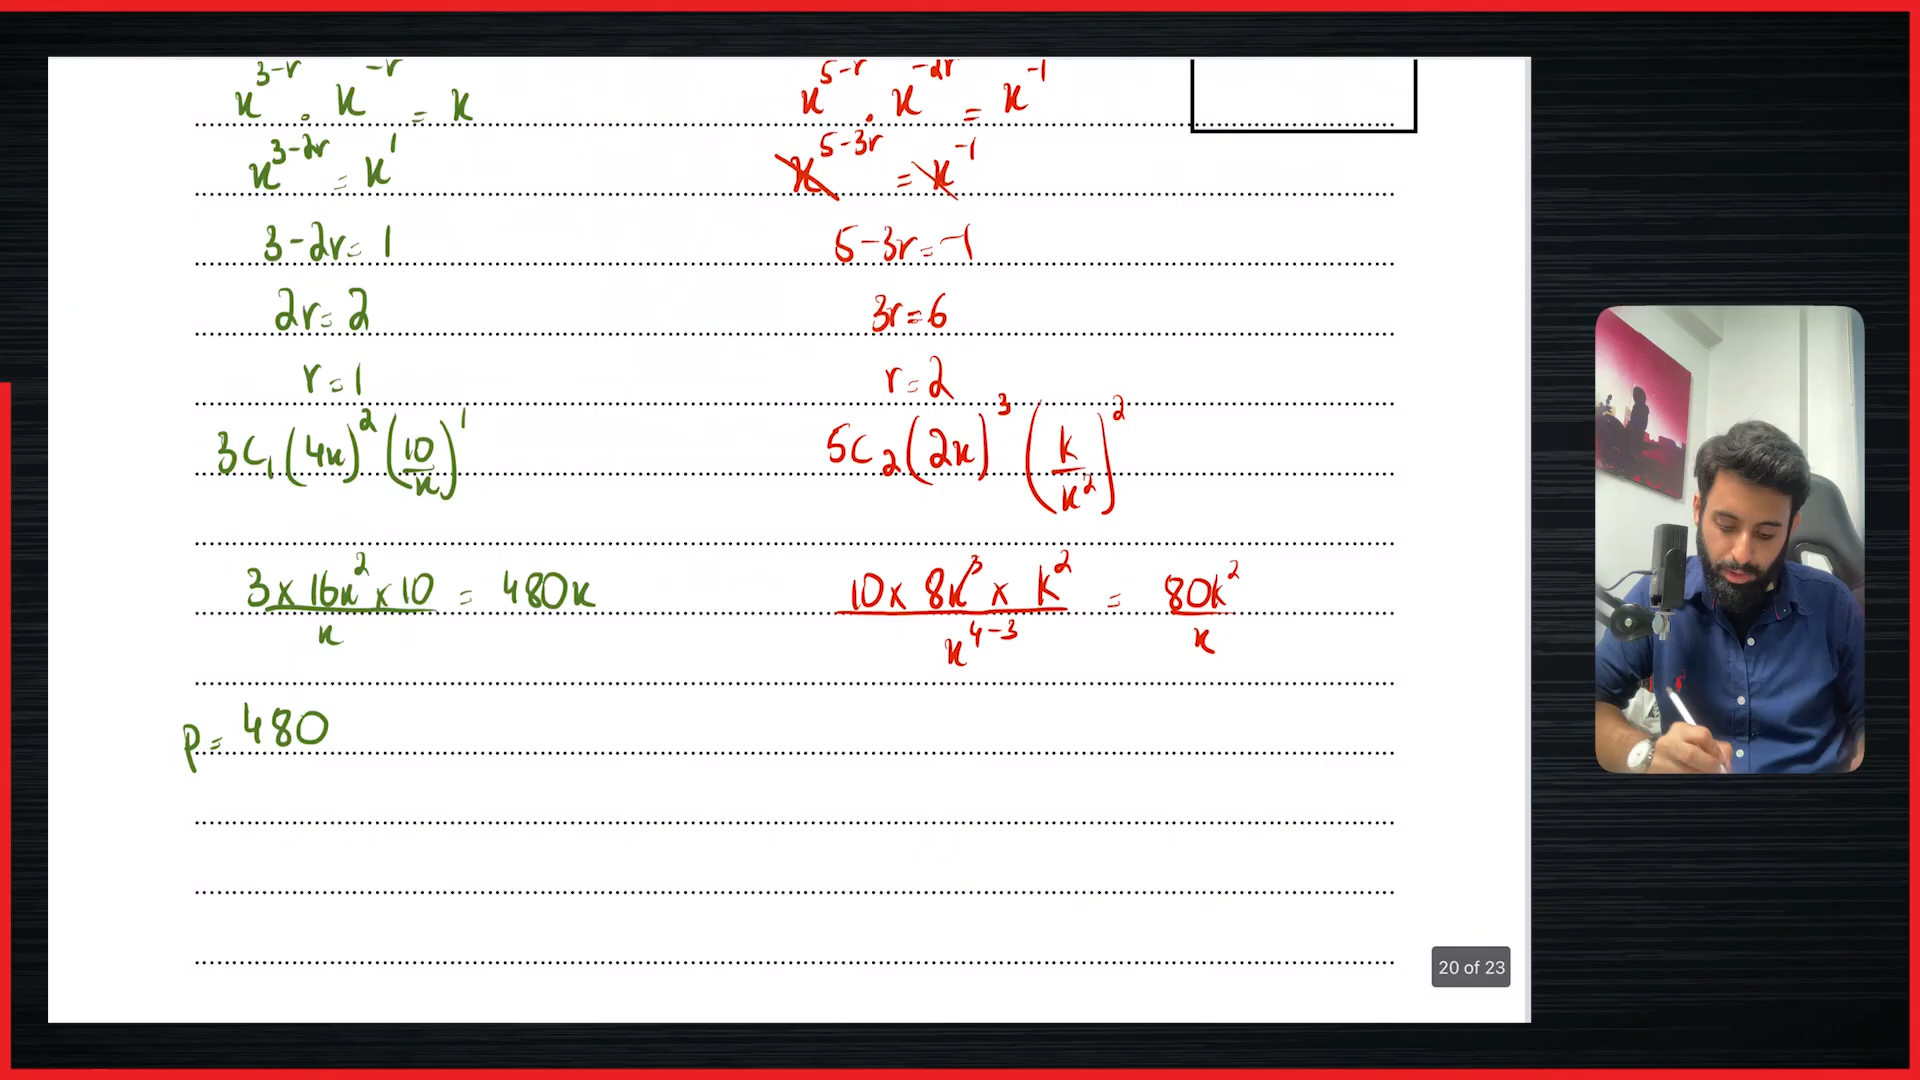 x^{3-r} . x^{-r} = x
x^{3-2r} = x^1
3-2r = 1
2r = 2
r = 1
3C_1 (4x)^2 (10/x)^1
3 x 16x^2 x 10 / x = 480x
p = 480
x^{5-r} . x^{-2r} = x^{-1}
x^{5-3r} = x^{-1}
5-3r = -1
3r = 6
r = 2
5C_2 (2x)^3 (k/x^2)^2
10 x 8x^3 x k^2 / x^{4-3} = 80k^2 / x
20 of 23